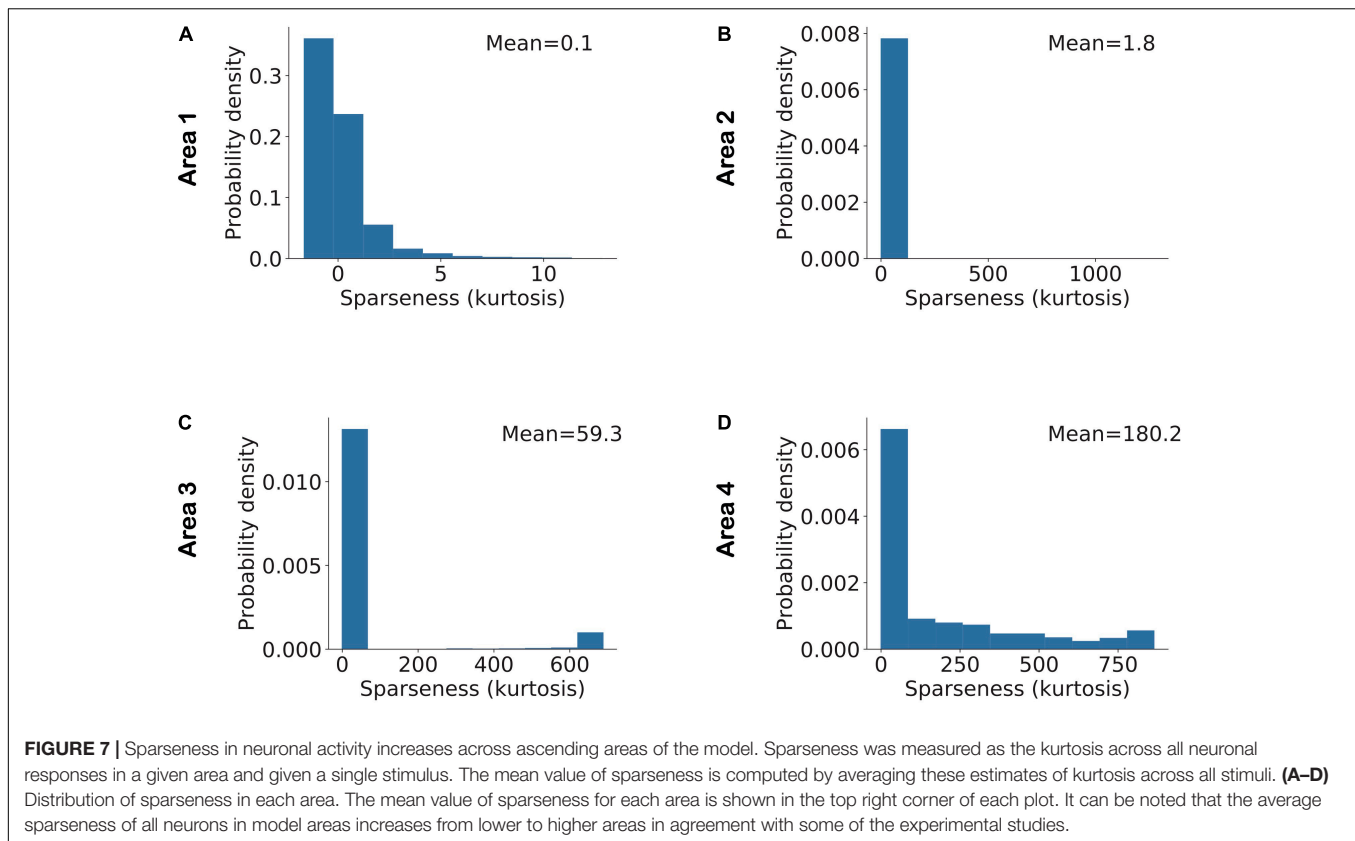 A
Mean=0.1
Area 1
Probability density
0.3
0.2
0.1
0.0
0 5 10
Sparseness (kurtosis)
B
Mean=1.8
Area 2
Probability density
0.008
0.006
0.004
0.002
0.000
0 500 1000
Sparseness (kurtosis)
C
Mean=59.3
Area 3
Probability density
0.010
0.005
0.000
0 200 400 600
Sparseness (kurtosis)
D
Mean=180.2
Area 4
Probability density
0.006
0.004
0.002
0.000
0 250 500 750
Sparseness (kurtosis)
FIGURE 7 | Sparseness in neuronal activity increases across ascending areas of the model. Sparseness was measured as the kurtosis across all neuronal
responses in a given area and given a single stimulus. The mean value of sparseness is computed by averaging these estimates of kurtosis across all stimuli. (A–D)
Distribution of sparseness in each area. The mean value of sparseness for each area is shown in the top right corner of each plot. It can be noted that the average
sparseness of all neurons in model areas increases from lower to higher areas in agreement with some of the experimental studies.